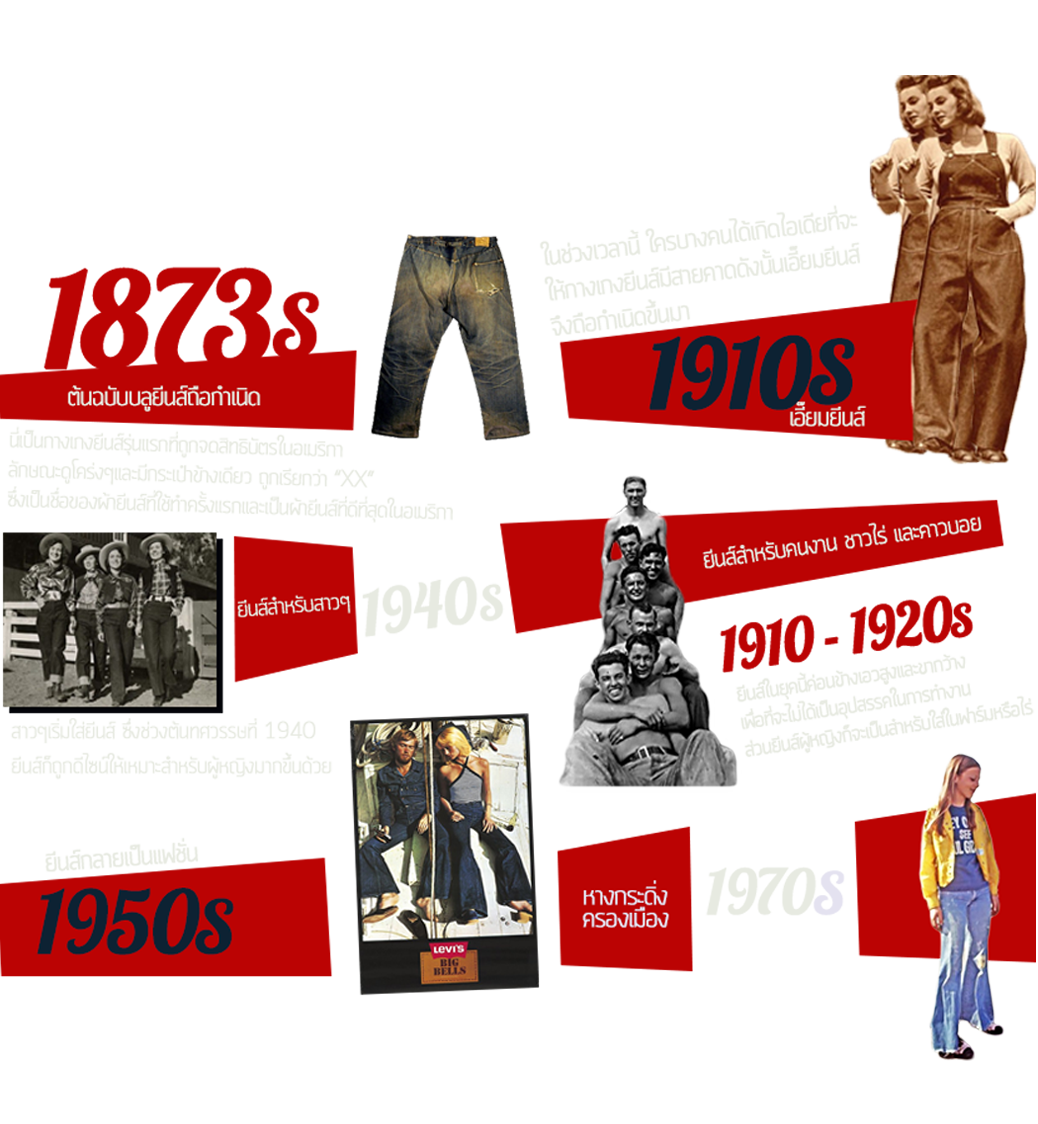 1873s
ต้นฉบับบลูยีนส์ถือกำเนิด
นี่เป็นกางเกงยีนส์รุ่นแรกที่ถูกจดสิทธิบัตรในอเมริกา
ลักษณะดูโคร่งๆและมีกระเป๋าข้างเดียว ถูกเรียกว่า “XX”
ซึ่งเป็นชื่อของผ้ายีนส์ที่ใช้ทำครั้งแรกและเป็นผ้ายีนส์ที่ดีที่สุดในอเมริกา
ในช่วงเวลานี้ ใครบางคนได้เกิดไอเดียที่จะ
ให้กางเกงยีนส์มีสายคาดดังนั้นเอี๊ยมยีนส์
จึงถือกำเนิดขึ้นมา
1910s
เอี๊ยมยีนส์
ยีนส์สำหรับคนงาน ชาวไร่ และคาวบอย
1910 - 1920s
ยีนส์ในยุคนี้ค่อนข้างเอวสูงและขากว้าง
เพื่อที่จะไม่ได้เป็นอุปสรรคในการทำงาน
ส่วนยีนส์ผู้หญิงก็จะเป็นสำหรับใส่ในฟาร์มหรือไร่
ยีนส์สำหรับสาวๆ
1940s
สาวๆเริ่มใส่ยีนส์ ซึ่งช่วงต้นทศวรรษที่ 1940
ยีนส์ก็ถูกดีไซน์ให้เหมาะสำหรับผู้หญิงมากขึ้นด้วย
ยีนส์กลายเป็นแฟชั่น
1950s
LEVI'S
BIG
BELLS
หางกระดิ่ง
ครองเมือง
1970s
SEE